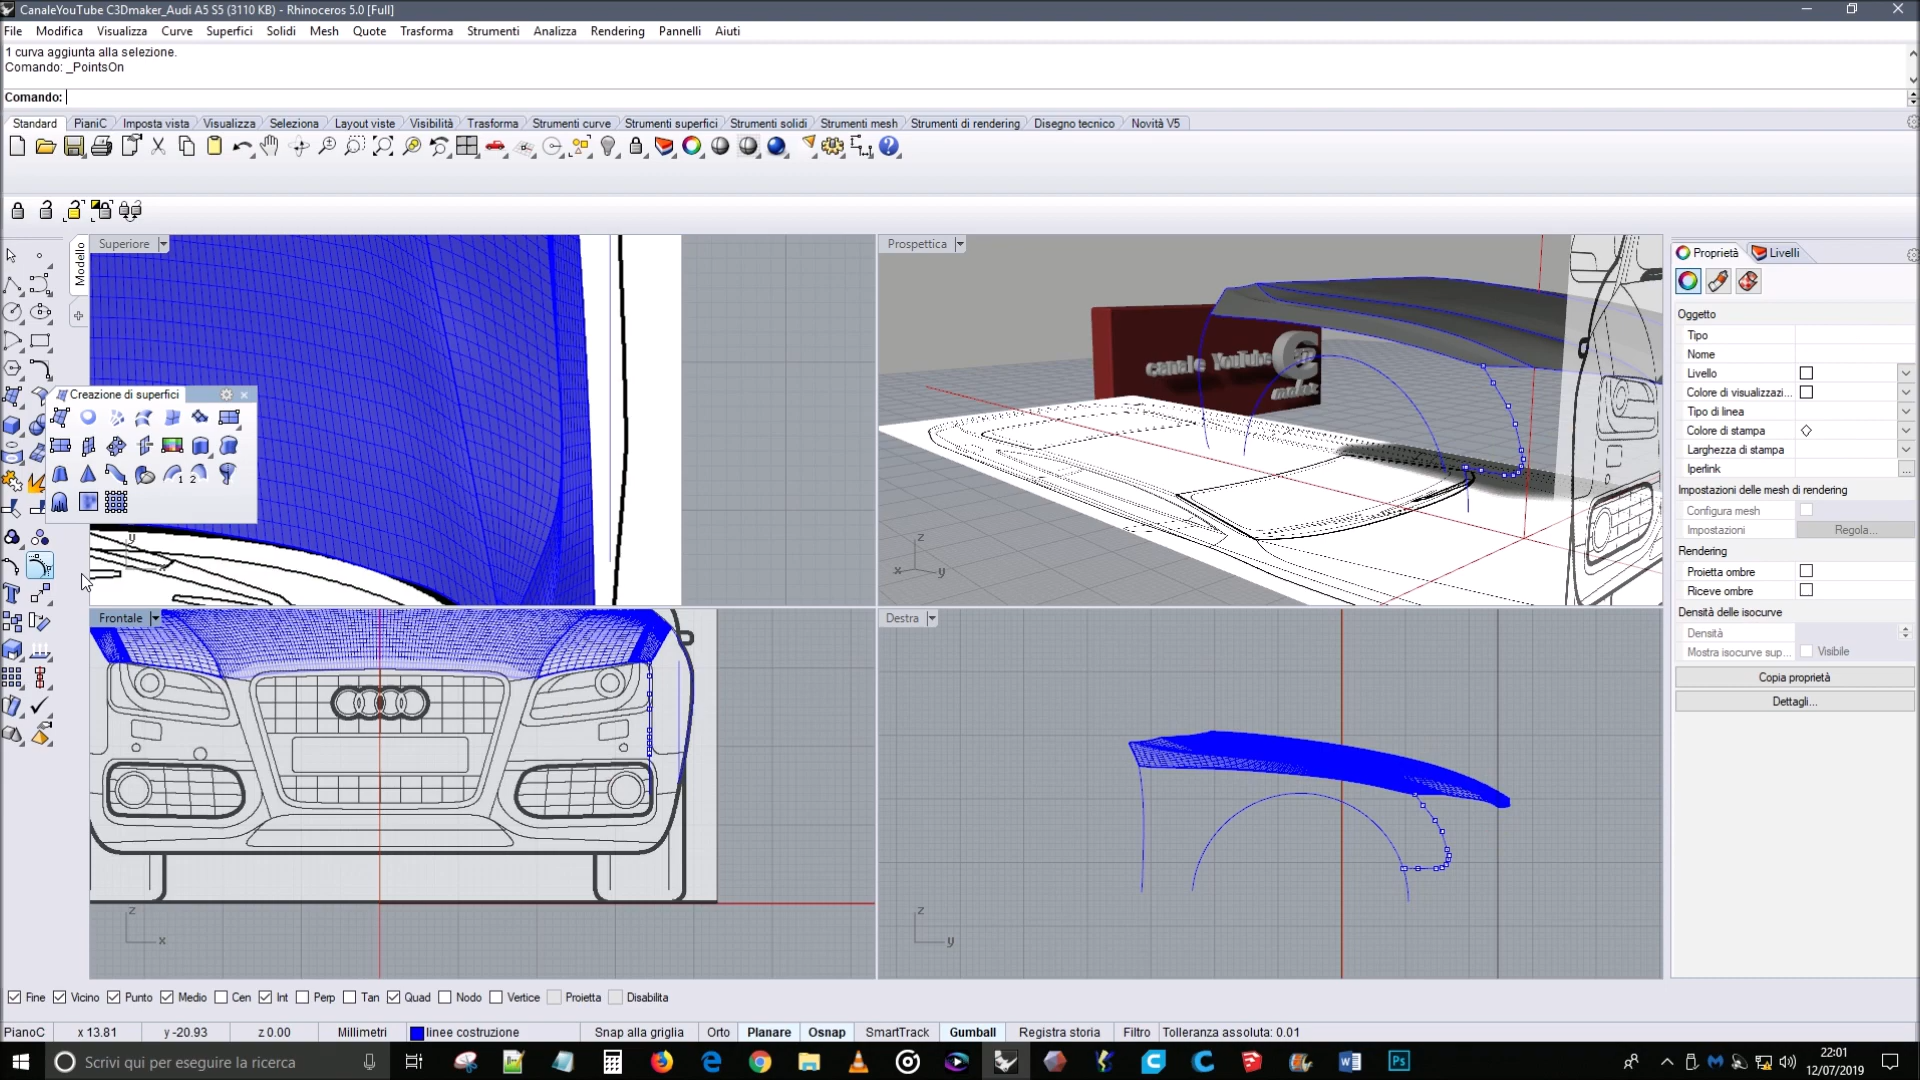 CanaleYouTube C3Dmaker_Audi A5 S5 (3110 KB) - Rhinoceros 5.0 [Full]
File Modifica Visualizza Curve Superfici Solidi Mesh Quote Trasforma Strumenti Analizza Rendering Pannelli Aiuti
1 curva aggiunta alla selezione.
Comando: _PointsOn
Comando:
Standard PianiC Imposta vista Visualizza Seleziona Layout viste Visibilità Trasforma Strumenti curve Strumenti superfici Strumenti solidi Strumenti mesh Strumenti di rendering Disegno tecnico Novità V5
Modello
Superiore
Prospettica
Proprietà Livelli
Oggetto
Tipo
Nome
Livello
Colore di visualizzazi...
Tipo di linea
Colore di stampa
Larghezza di stampa
Iperlink ...
Impostazioni delle mesh di rendering
Configura mesh
Impostazioni Regola...
Rendering
Proietta ombre
Riceve ombre
Densità delle isocurve
Densità
Mostra isocurve sup... Visibile
Copia proprietà
Dettagli...
Creazione di superfici
1 2
canale YouTube
maker
y
z
x y
Frontale
Destra
z
x
z
y
Fine Vicino Punto Medio Cen Int Perp Tan Quad Nodo Vertice Proietta Disabilita
PianoC x 13.81 y -20.93 z 0.00 Millimetri linee costruzione Snap alla griglia Orto Planare Osnap SmartTrack Gumball Registra storia Filtro Tolleranza assoluta: 0.01
Scrivi qui per eseguire la ricerca
22:01
12/07/2019